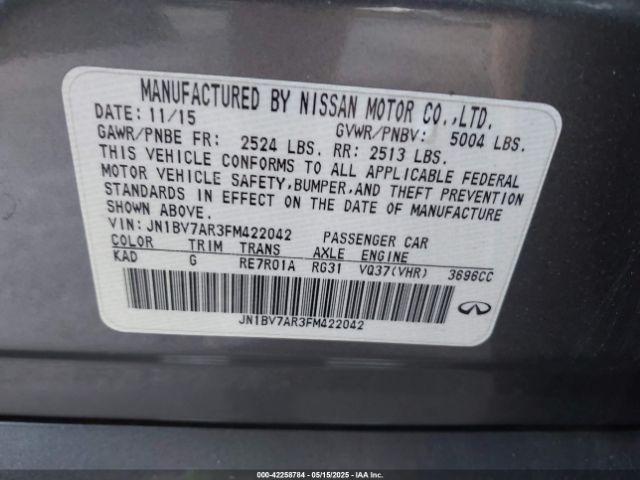 MANUFACTURED BY NISSAN MOTOR CO.,LTD.
DATE: 11/15 GVWR/PNBV: 5004 LBS.
GAWR/PNBE FR: 2524 LBS. RR: 2513 LBS.
THIS VEHICLE CONFORMS TO ALL APPLICABLE FEDERAL
MOTOR VEHICLE SAFETY,BUMPER,AND THEFT PREVENTION
STANDARDS IN EFFECT ON THE DATE OF MANUFACTURE
SHOWN ABOVE.
VIN: JN1BV7AR3FM422042 PASSENGER CAR
COLOR TRIM TRANS AXLE ENGINE
KAD G RE7R01A RG31 VQ37(VHR) 3696CC
JN1BV7AR3FM422042
000-42258784 - 05/15/2025 - IAA Inc.